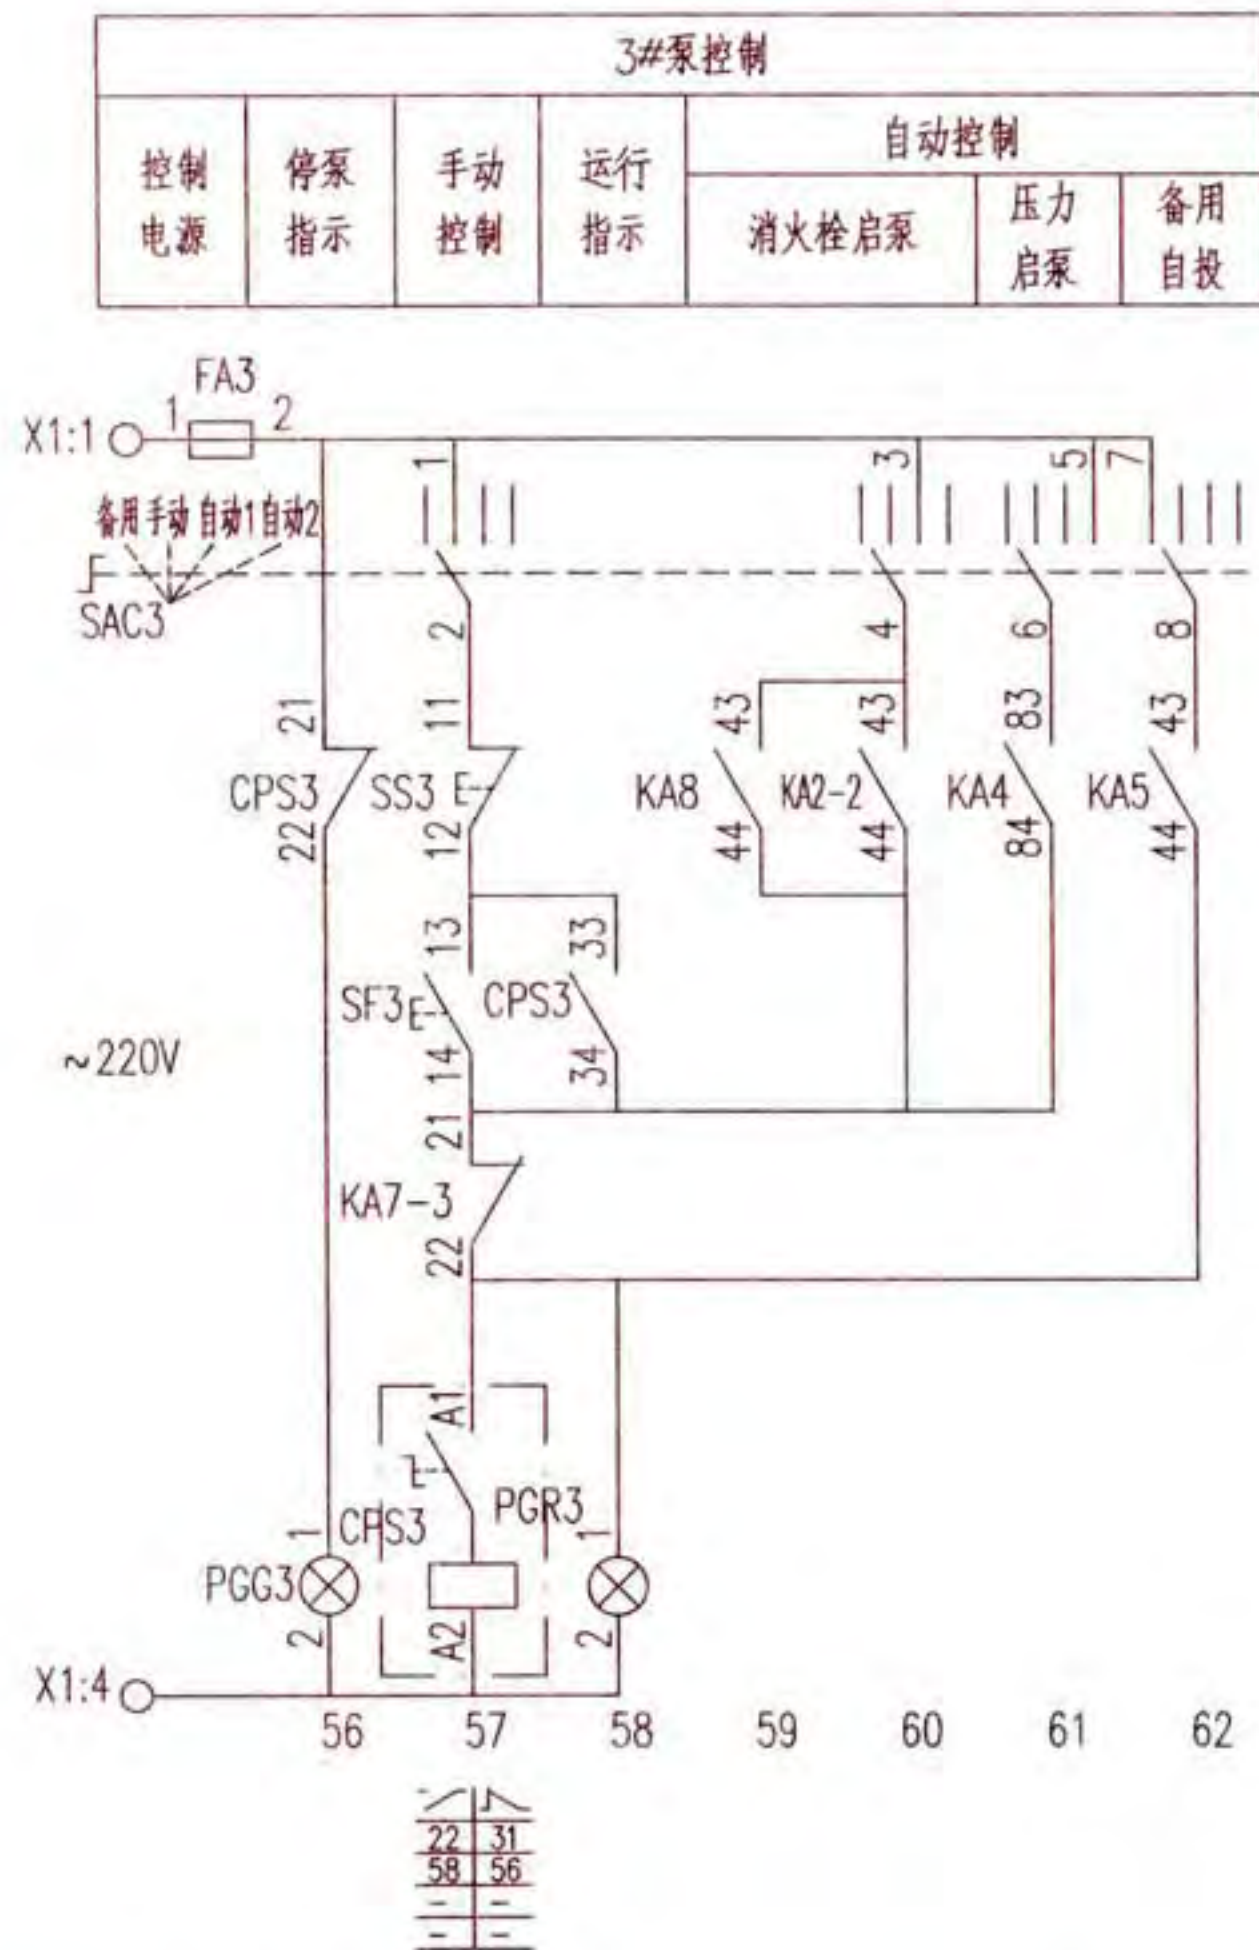 3#泵控制
控制
电源
停泵
指示
手动
控制
运行
指示
自动控制
消火栓启泵
压力
启泵
备用
自投
FA3
X1:1
1
2
1
3
5
7
备用 手动 自动1 自动2
SAC3
2
4
6
8
21
11
43
43
83
43
CPS3
SS3
KA8
KA2-2
KA4
KA5
22
12
44
44
84
44
13
33
SF3
CPS3
14
34
~220V
21
KA7-3
22
A1
CPS3
PGR3
1
1
PGG3
2
A2
2
X1:4
56 57 58 59 60 61 62
22 31
58 56
- -
- -